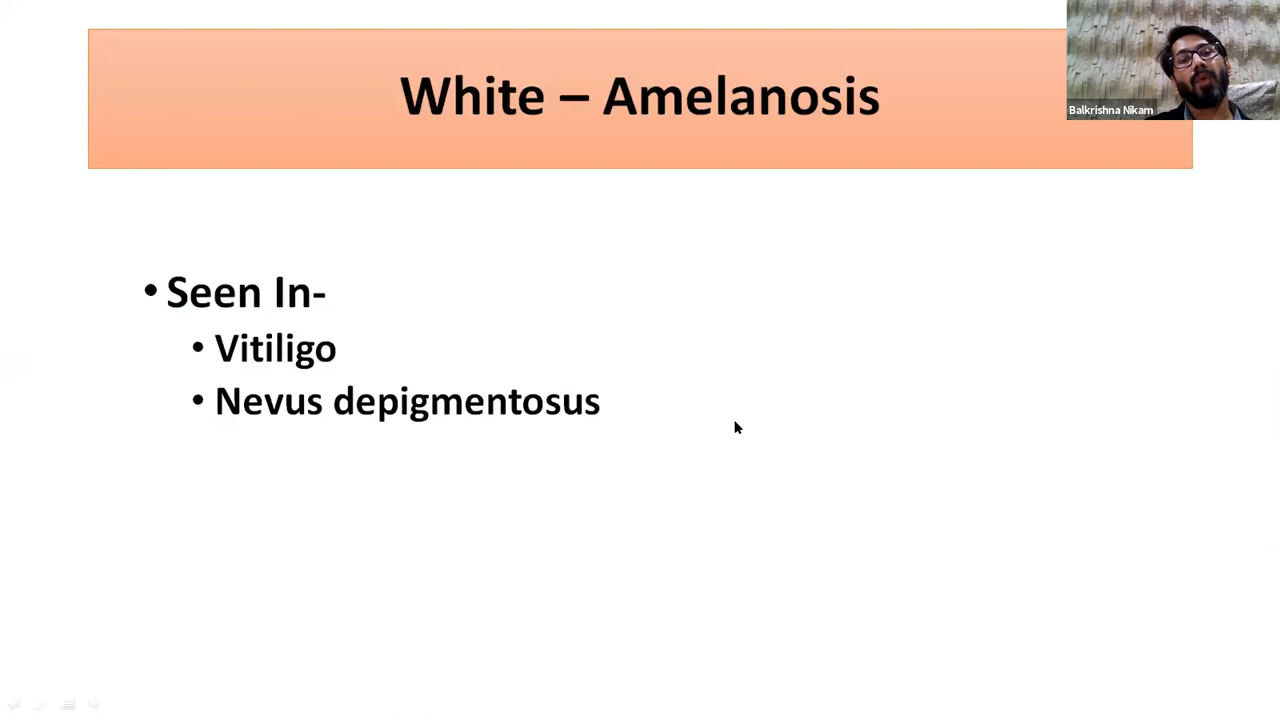 White – Amelanosis
Balkrishna Nikam
• Seen In-
• Vitiligo
• Nevus depigmentosus